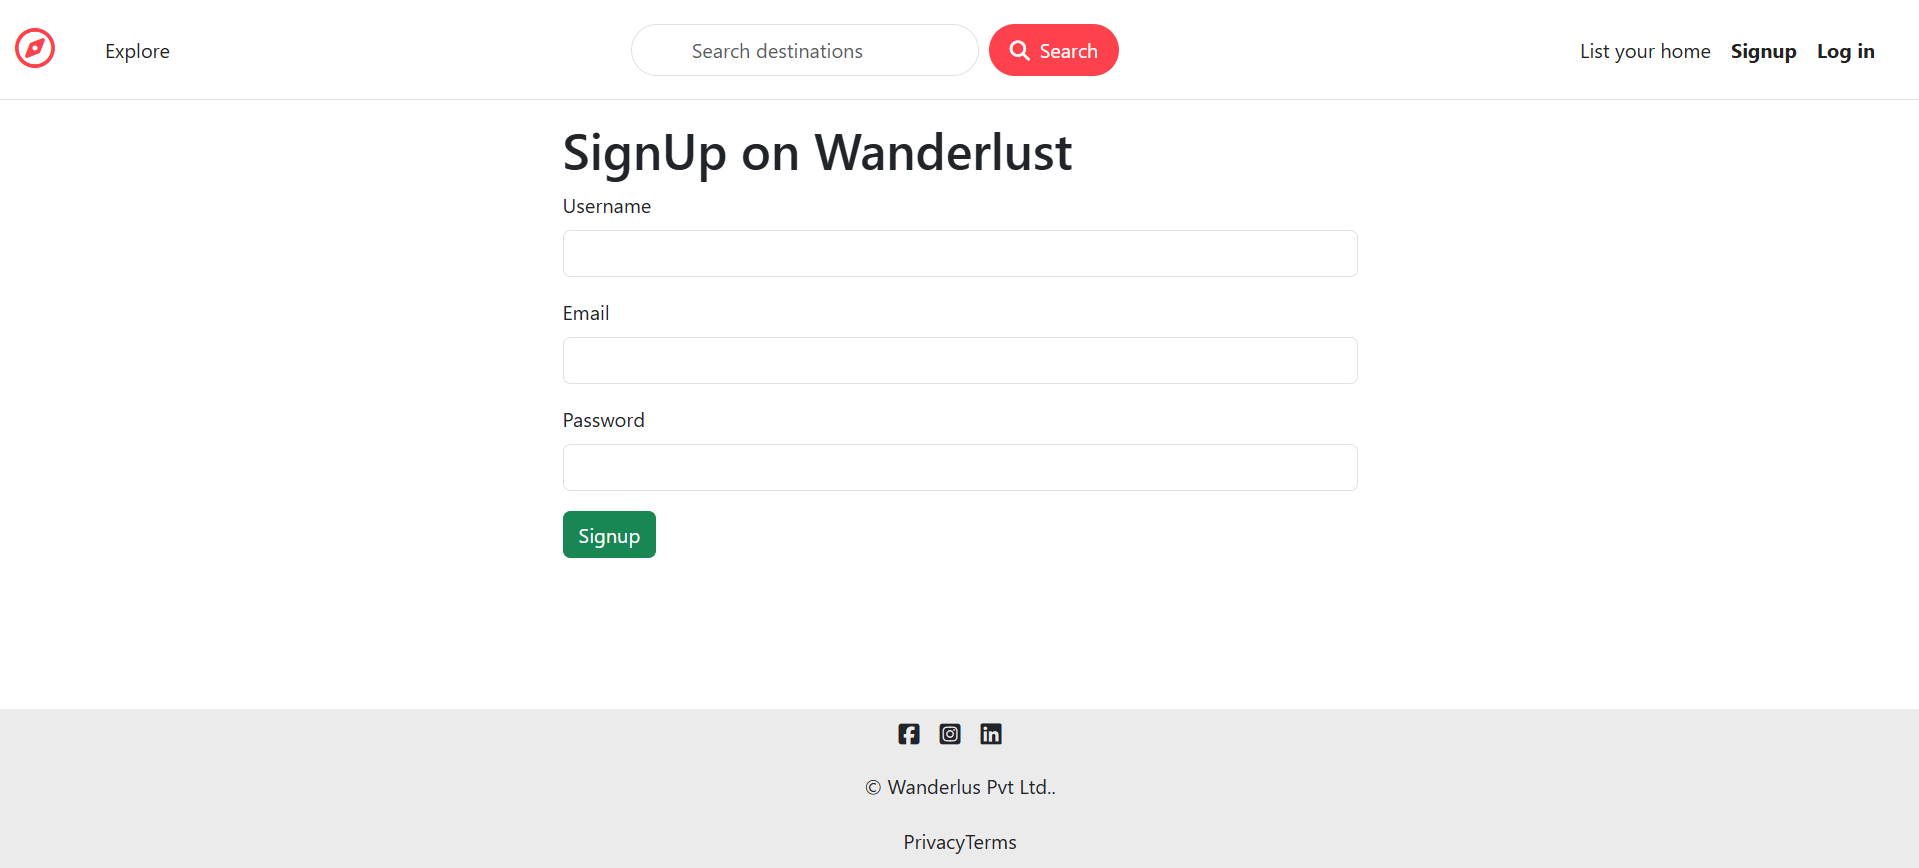 Explore
Search destinations
Search
List your home
Signup
Log in
SignUp on Wanderlust
Username
Email
Password
Signup
© Wanderlus Pvt Ltd..
PrivacyTerms